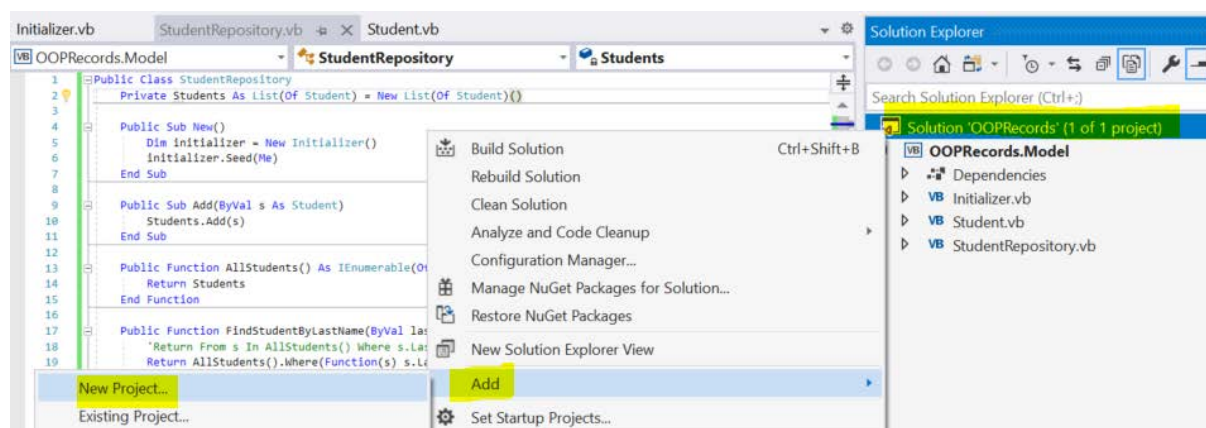 Initializer.vb StudentRepository.vb Student.vb
VB OOPRecords.Model StudentRepository Students
1 Public Class StudentRepository
2 Private Students As List(Of Student) = New List(Of Student)()
3
4 Public Sub New()
5 Dim initializer = New Initializer()
6 initializer.Seed(Me)
7 End Sub
8
9 Public Sub Add(ByVal s As Student)
10 Students.Add(s)
11 End Sub
12
13 Public Function AllStudents() As IEnumerable(O
14 Return Students
15 End Function
16
17 Public Function FindStudentByLastName(ByVal las
18 'Return From s In AllStudents() Where s.La
19 Return AllStudents().Where(Function(s) s.L
Build Solution Ctrl+Shift+B
Rebuild Solution
Clean Solution
Analyze and Code Cleanup
Configuration Manager...
Manage NuGet Packages for Solution...
Restore NuGet Packages
New Solution Explorer View
Add
Set Startup Projects...
New Project...
Existing Project...
Solution Explorer
Search Solution Explorer (Ctrl+;)
Solution 'OOPRecords' (1 of 1 project)
VB OOPRecords.Model
Dependencies
VB Initializer.vb
VB Student.vb
VB StudentRepository.vb